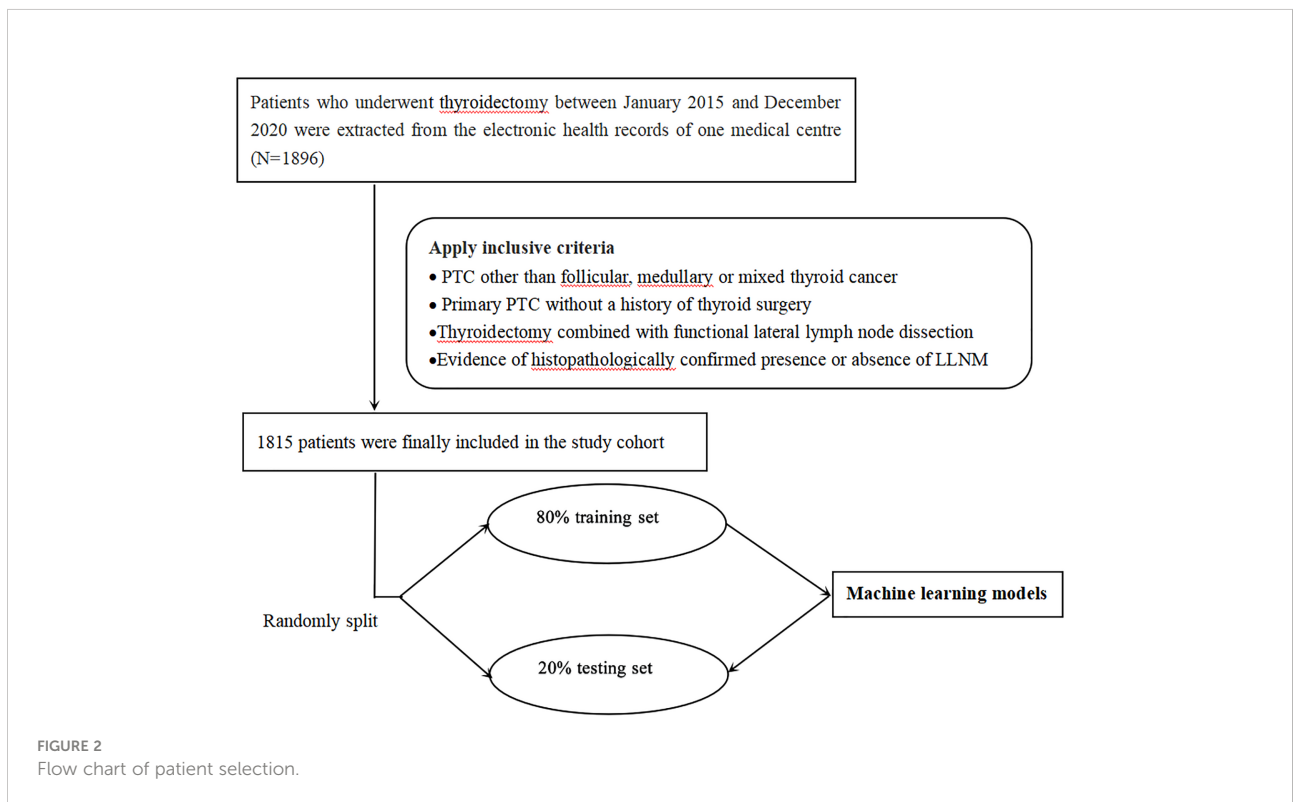 Patients who underwent thyroidectomy between January 2015 and December
2020 were extracted from the electronic health records of one medical centre
(N=1896)
Apply inclusive criteria
• PTC other than follicular, medullary or mixed thyroid cancer
• Primary PTC without a history of thyroid surgery
•Thyroidectomy combined with functional lateral lymph node dissection
•Evidence of histopathologically confirmed presence or absence of LLNM
1815 patients were finally included in the study cohort
80% training set
Machine learning models
Randomly split
20% testing set
FIGURE 2
Flow chart of patient selection.